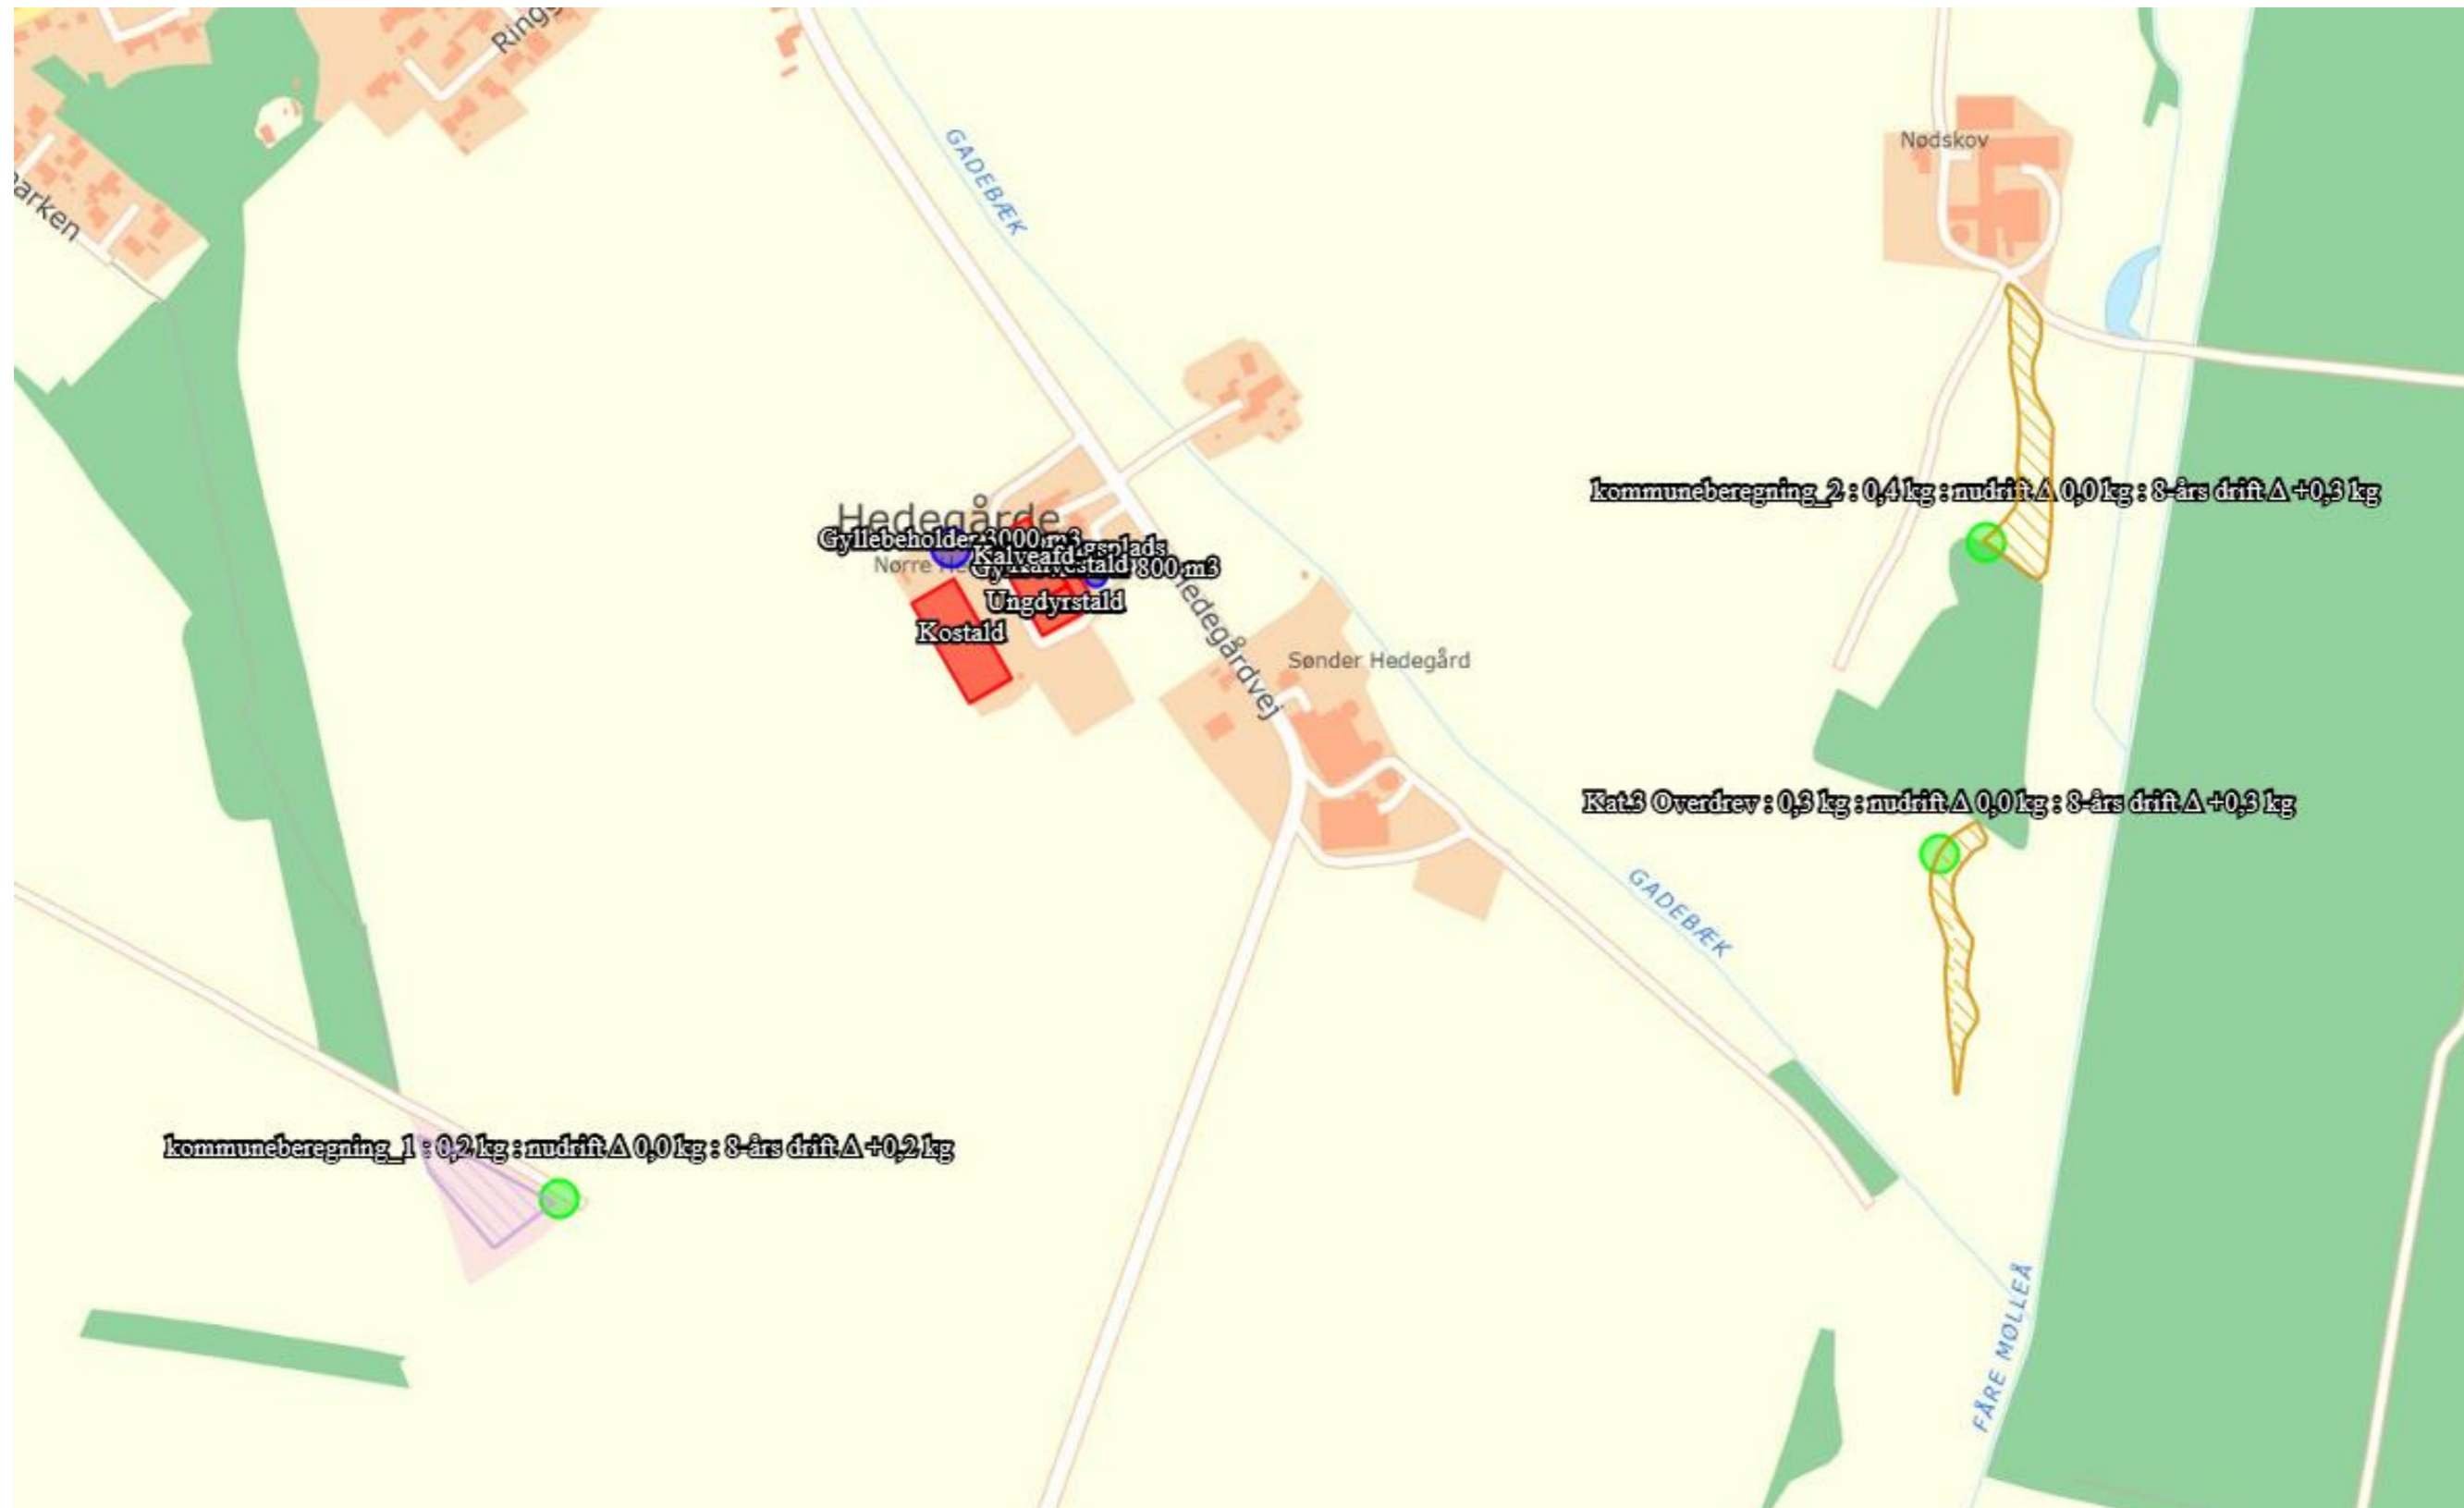 Ringg
GADEBÆK
Nødskov
arken
kommuneberegning_2 : 0,4 kg : nudrift Δ 0,0 kg : 8-års drift Δ +0,3 kg
Hedegårde
Gyllebeholder 3000 m3
Kalveafd
Nørre
800 m3
Ungdyrstald
Kostald
Hedegårdvej
Sønder Hedegård
Kat.3 Overdrev : 0,3 kg : nudrift Δ 0,0 kg : 8-års drift Δ +0,3 kg
GADEBÆK
kommuneberegning_1 : 0,2 kg : nudrift Δ 0,0 kg : 8-års drift Δ +0,2 kg
FÅRE MØLLEÅ